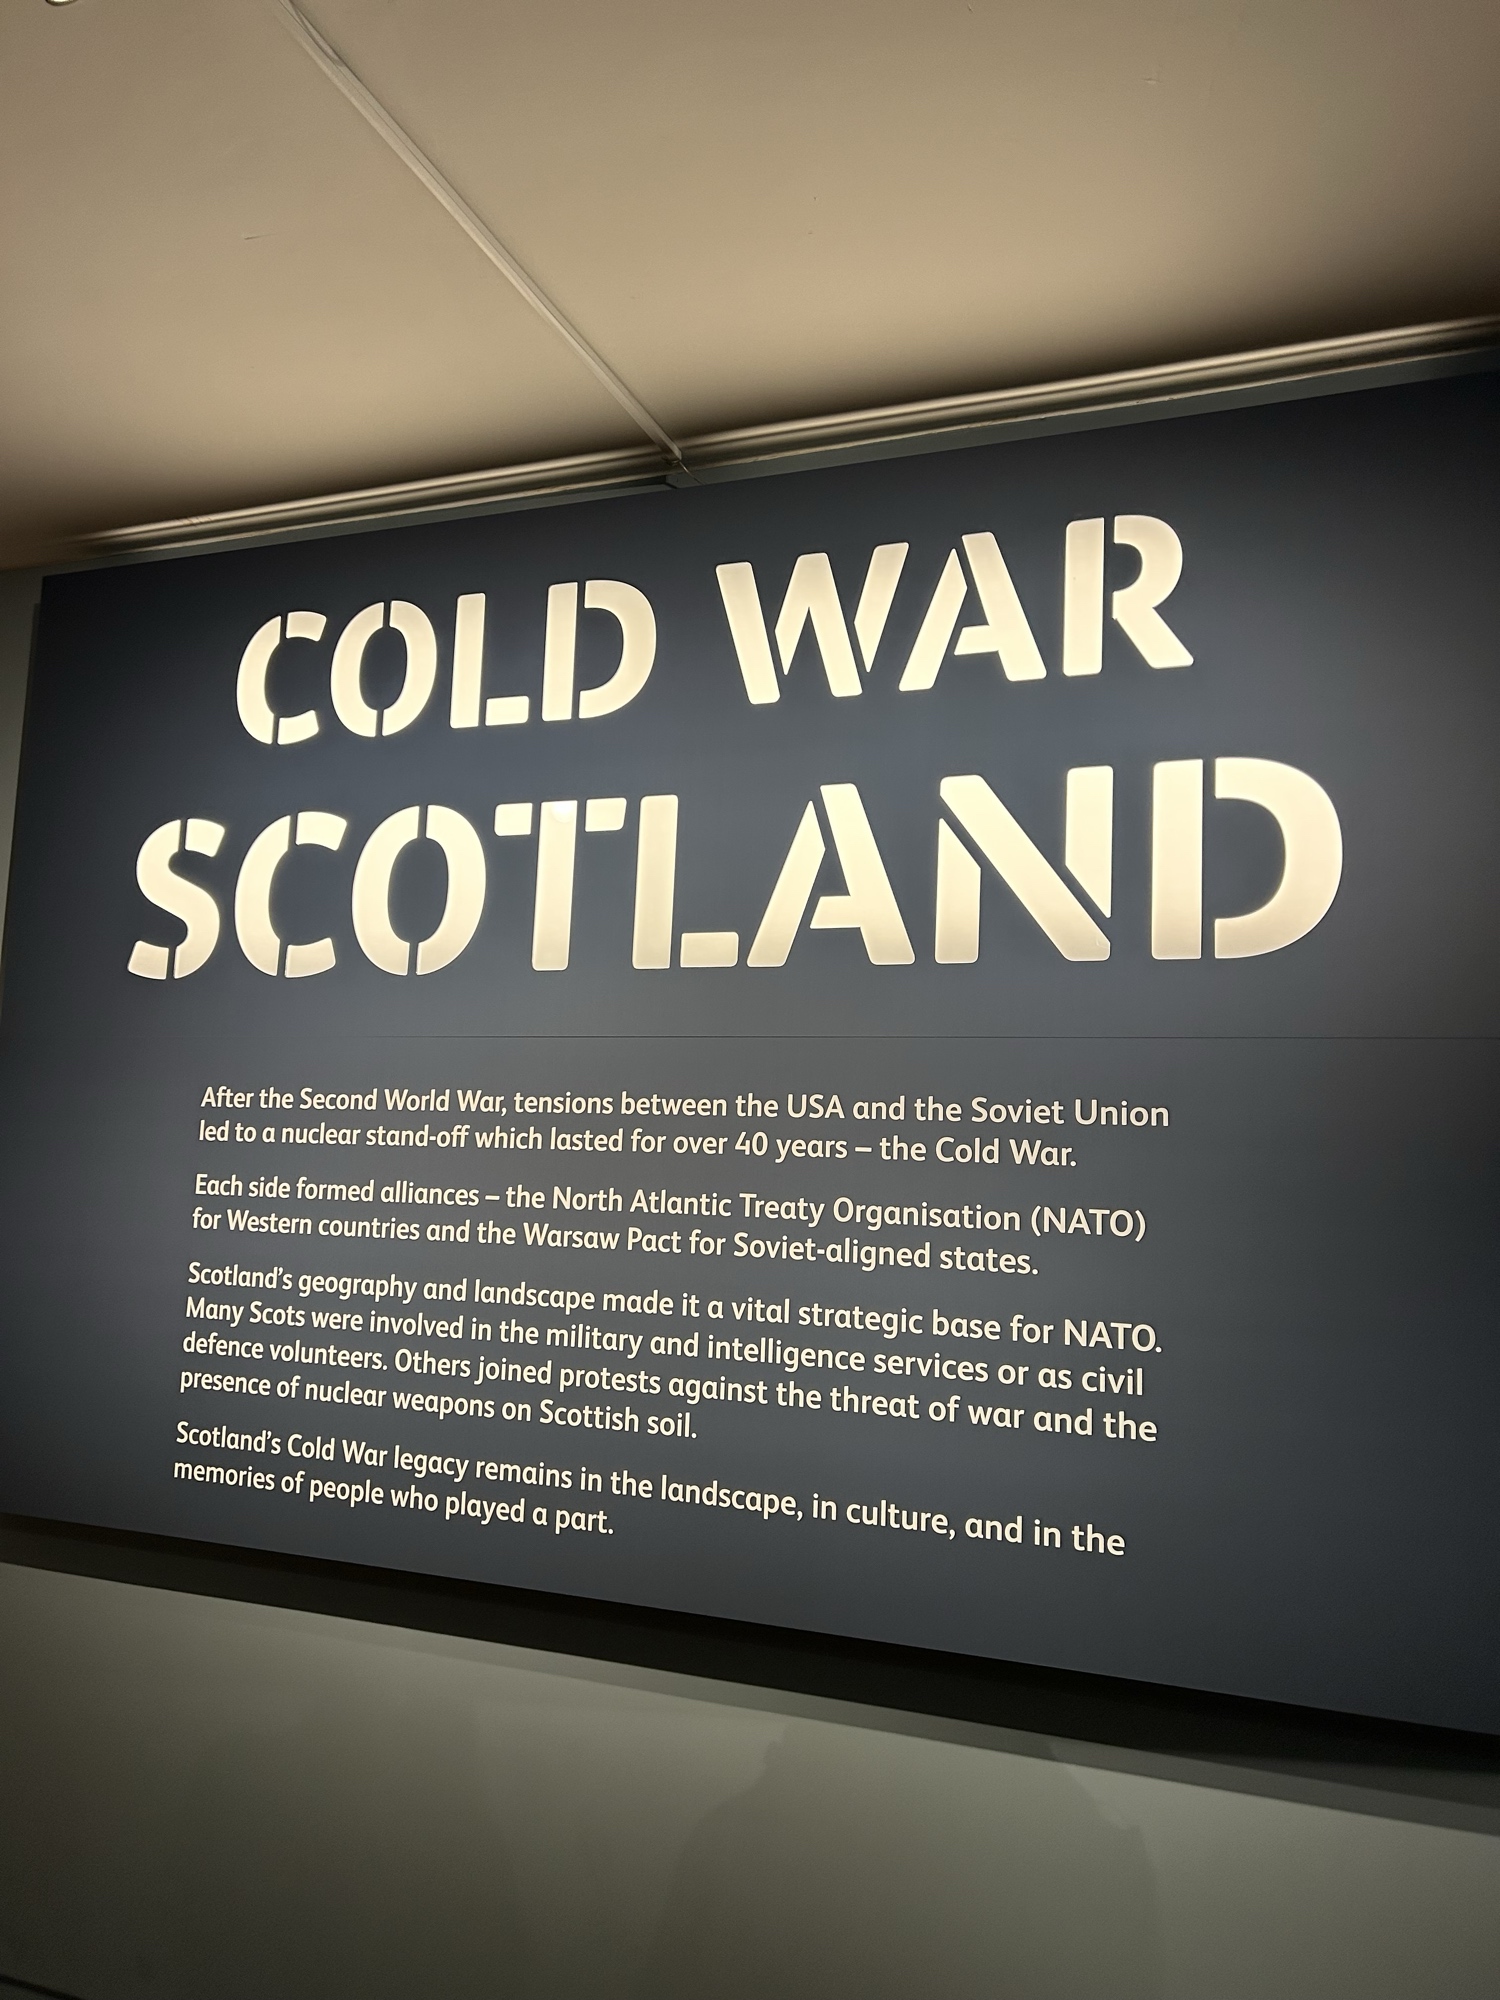 COLD WAR
SCOTLAND
After the Second World War, tensions between the USA and the Soviet Union
led to a nuclear stand-off which lasted for over 40 years – the Cold War.
Each side formed alliances – the North Atlantic Treaty Organisation (NATO)
for Western countries and the Warsaw Pact for Soviet-aligned states.
Scotland's geography and landscape made it a vital strategic base for NATO.
Many Scots were involved in the military and intelligence services or as civil
defence volunteers. Others joined protests against the threat of war and the
presence of nuclear weapons on Scottish soil.
Scotland's Cold War legacy remains in the landscape, in culture, and in the
memories of people who played a part.